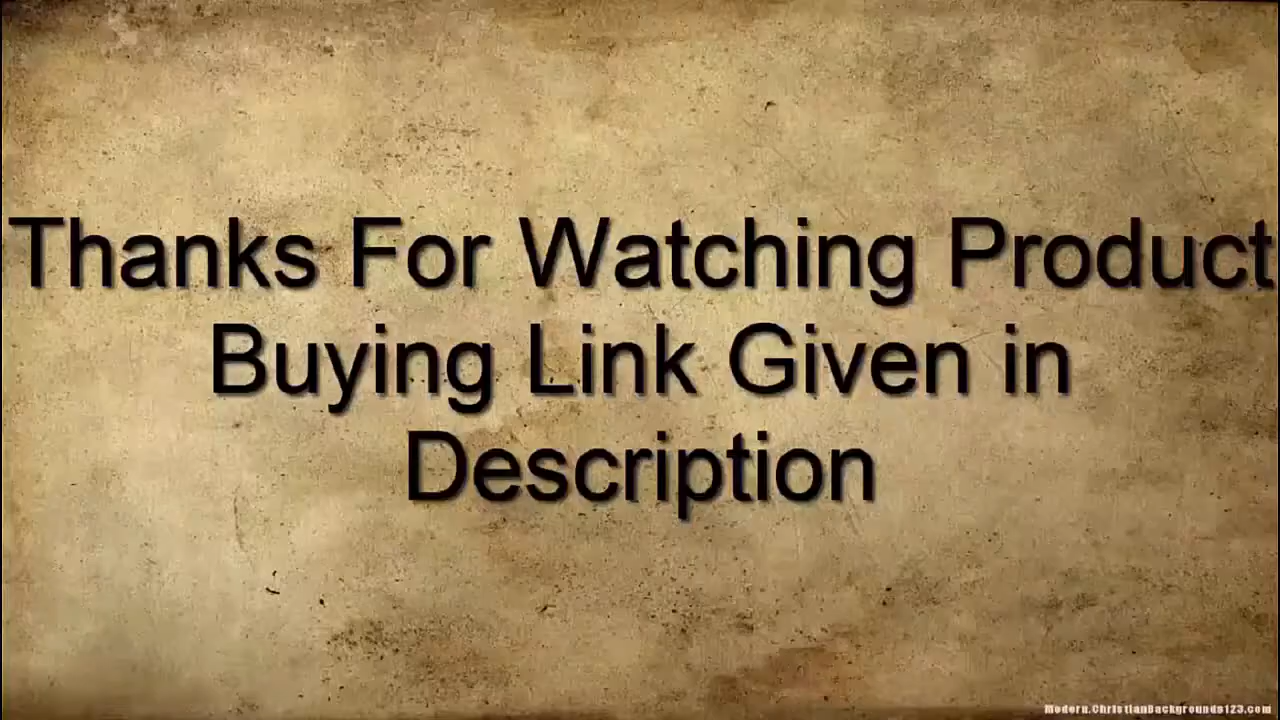 Thanks For Watching Product
Buying Link Given in
Description
Modern.ChristianBackgrounds123.com